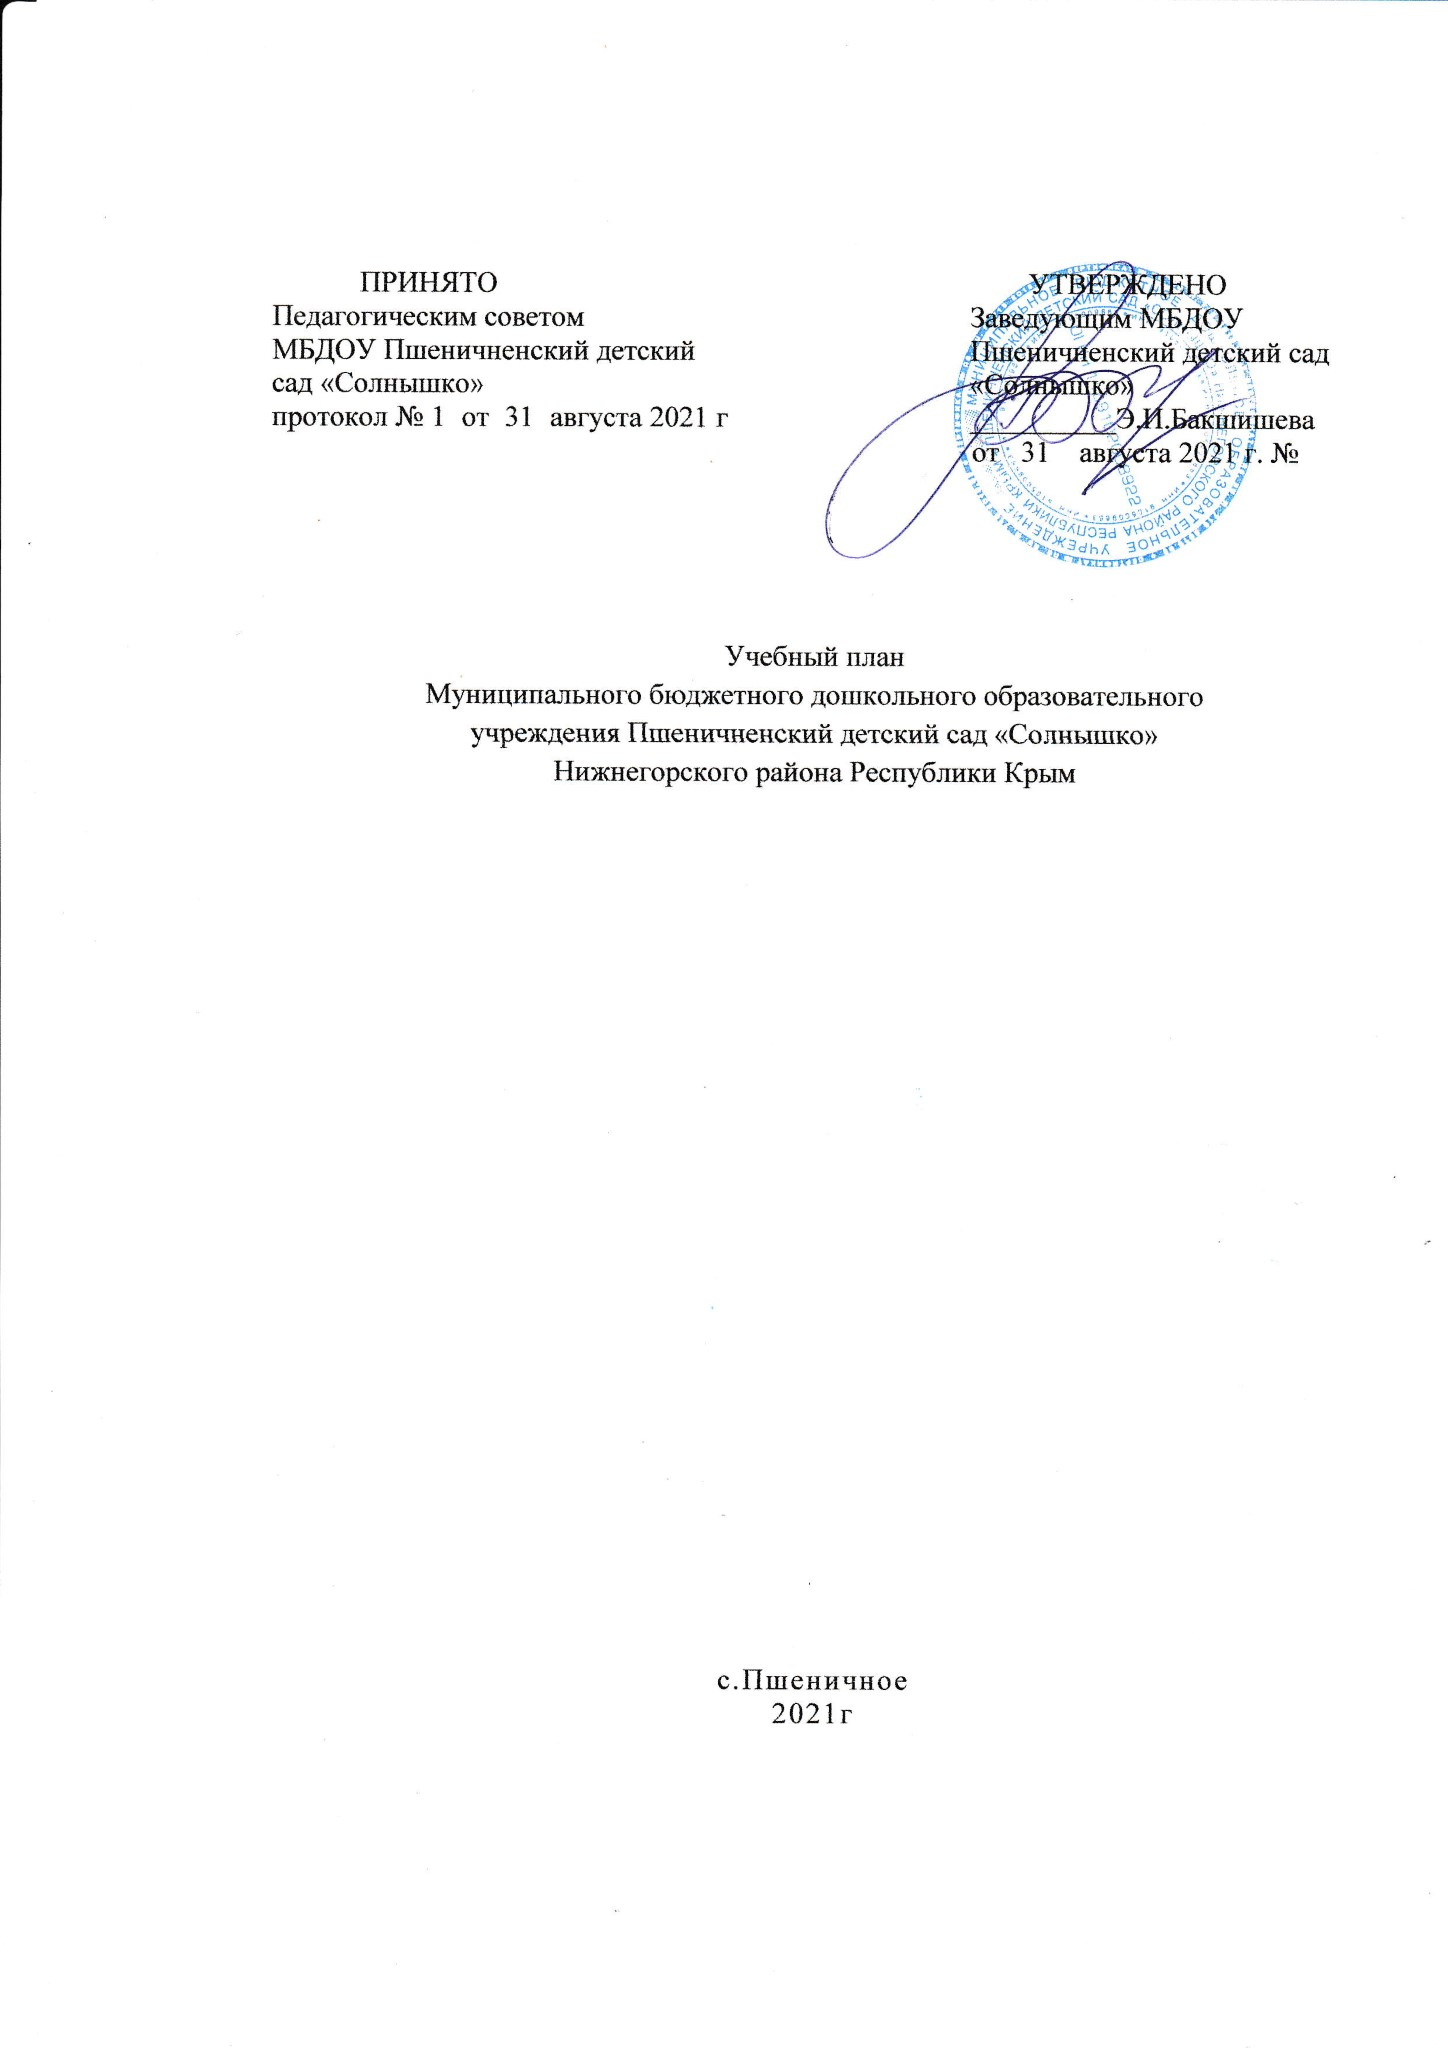 ПРИНЯТО
Педагогическим советом
МБДОУ Пшеничненский детский
сад «Солнышко»
протокол № 1 от 31 августа 2021 г
УТВЕРЖДЕНО
Заведующим МБДОУ
Пшеничненский детский сад
«Солнышко»
Э.И.Бакшишева
от 31 августа 2021 г. №
Учебный план
Муниципального бюджетного дошкольного образовательного
учреждения Пшеничненский детский сад «Солнышко»
Нижнегорского района Республики Крым
с.Пшеничное
2021г